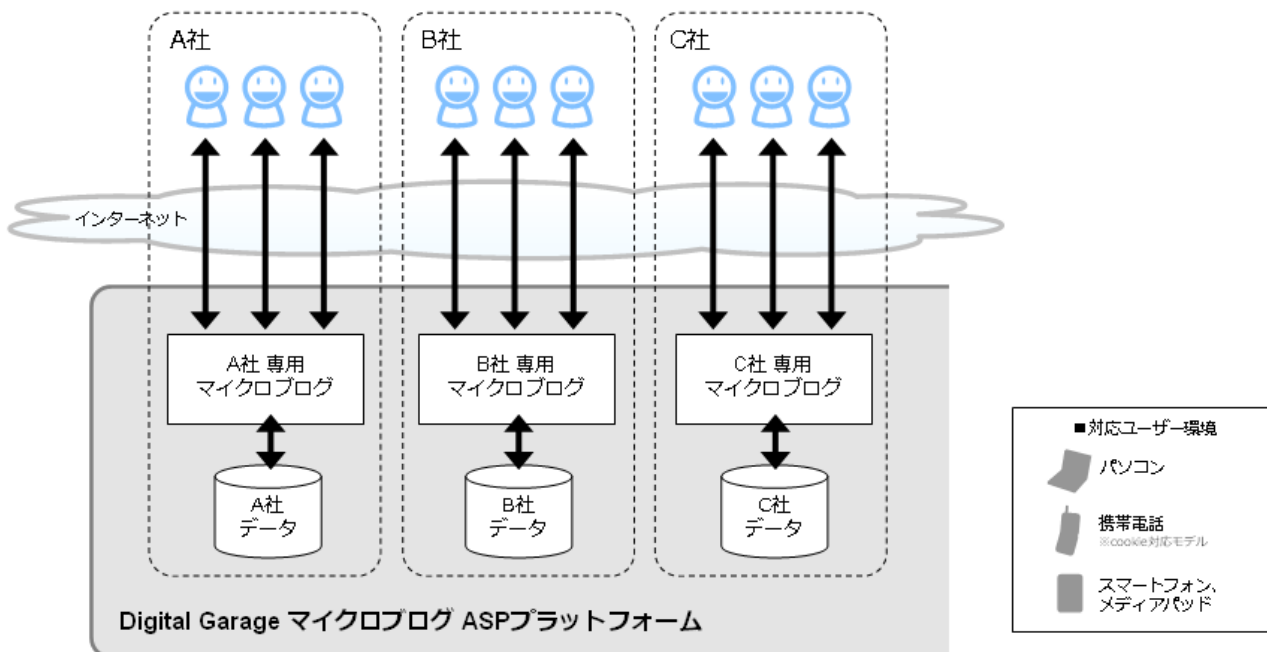 A社
B社
C社
インターネット
A社 専用
マイクロブログ
B社 専用
マイクロブログ
C社 専用
マイクロブログ
A社
データ
B社
データ
C社
データ
Digital Garage マイクロブログ ASPプラットフォーム
■対応ユーザー環境
パソコン
携帯電話
※cookie対応モデル
スマートフォン、
メディアパッド